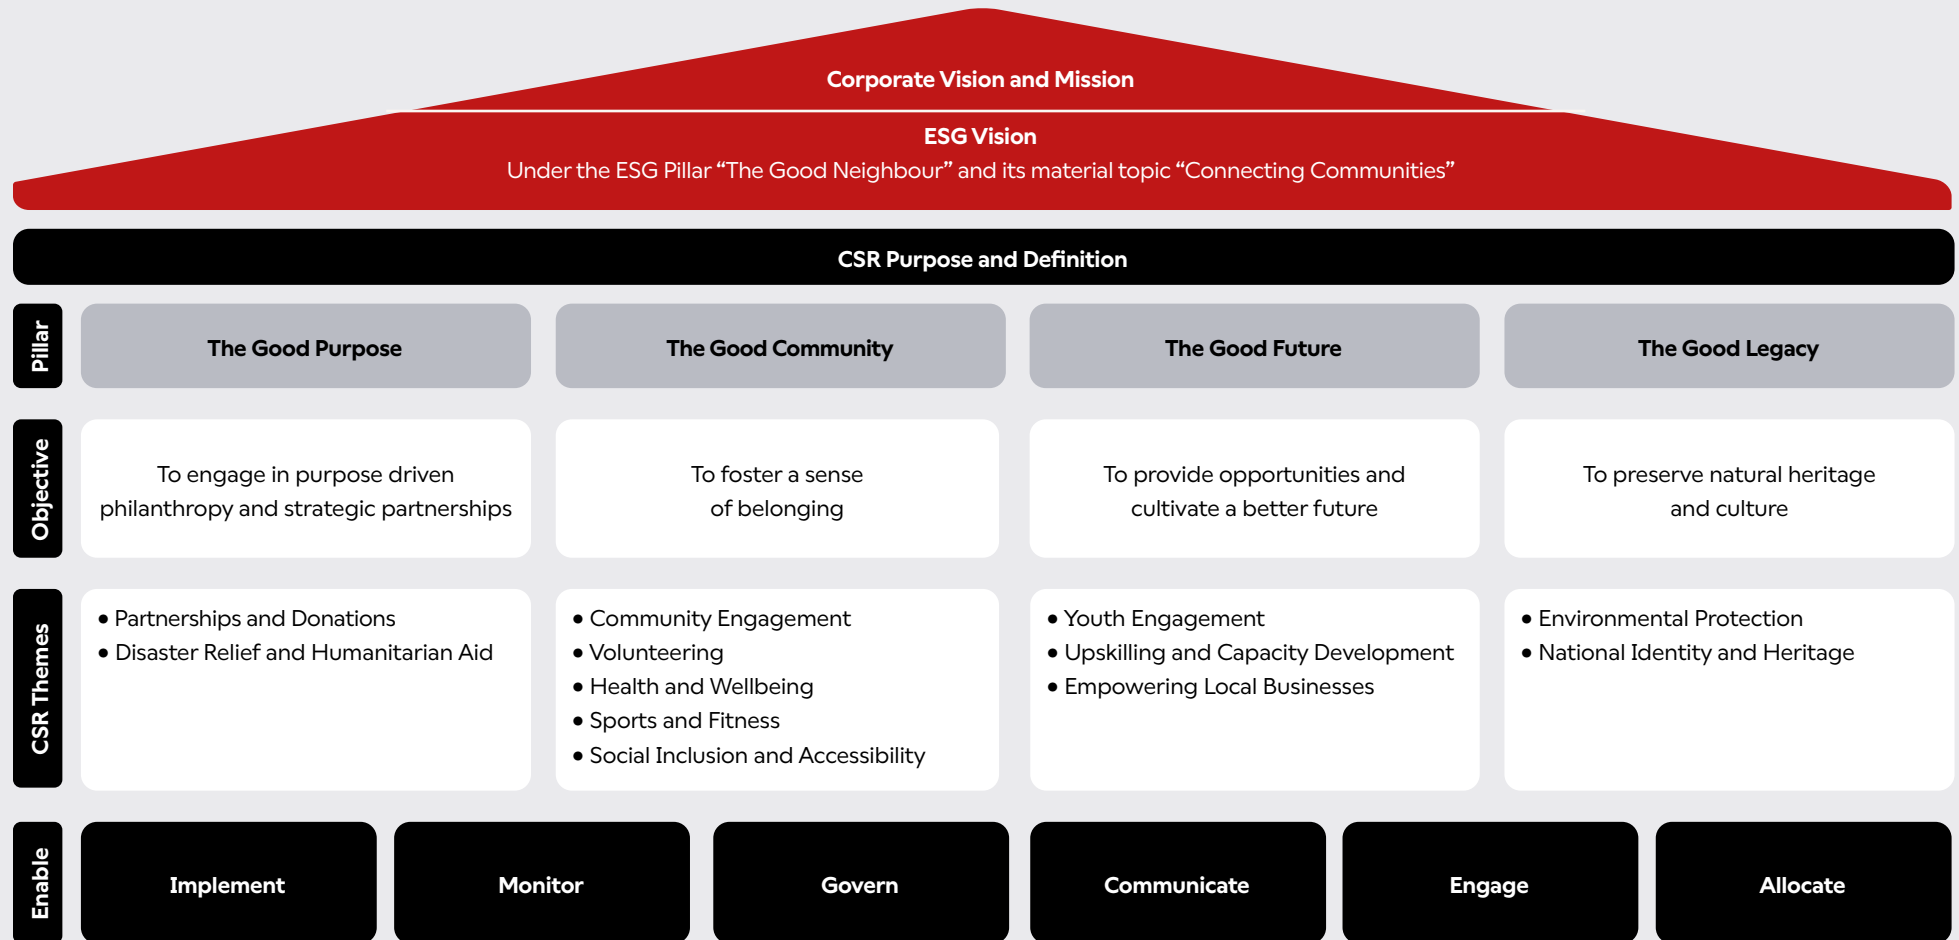 Corporate Vision and Mission
ESG Vision
Under the ESG Pillar “The Good Neighbour” and its material topic “Connecting Communities”
CSR Purpose and Definition
Pillar
The Good Purpose
The Good Community
The Good Future
The Good Legacy
Objective
To engage in purpose driven
philanthropy and strategic partnerships
To foster a sense
of belonging
To provide opportunities and
cultivate a better future
To preserve natural heritage
and culture
CSR Themes
• Partnerships and Donations
• Disaster Relief and Humanitarian Aid
• Community Engagement
• Volunteering
• Health and Wellbeing
• Sports and Fitness
• Social Inclusion and Accessibility
• Youth Engagement
• Upskilling and Capacity Development
• Empowering Local Businesses
• Environmental Protection
• National Identity and Heritage
Enable
Implement
Monitor
Govern
Communicate
Engage
Allocate